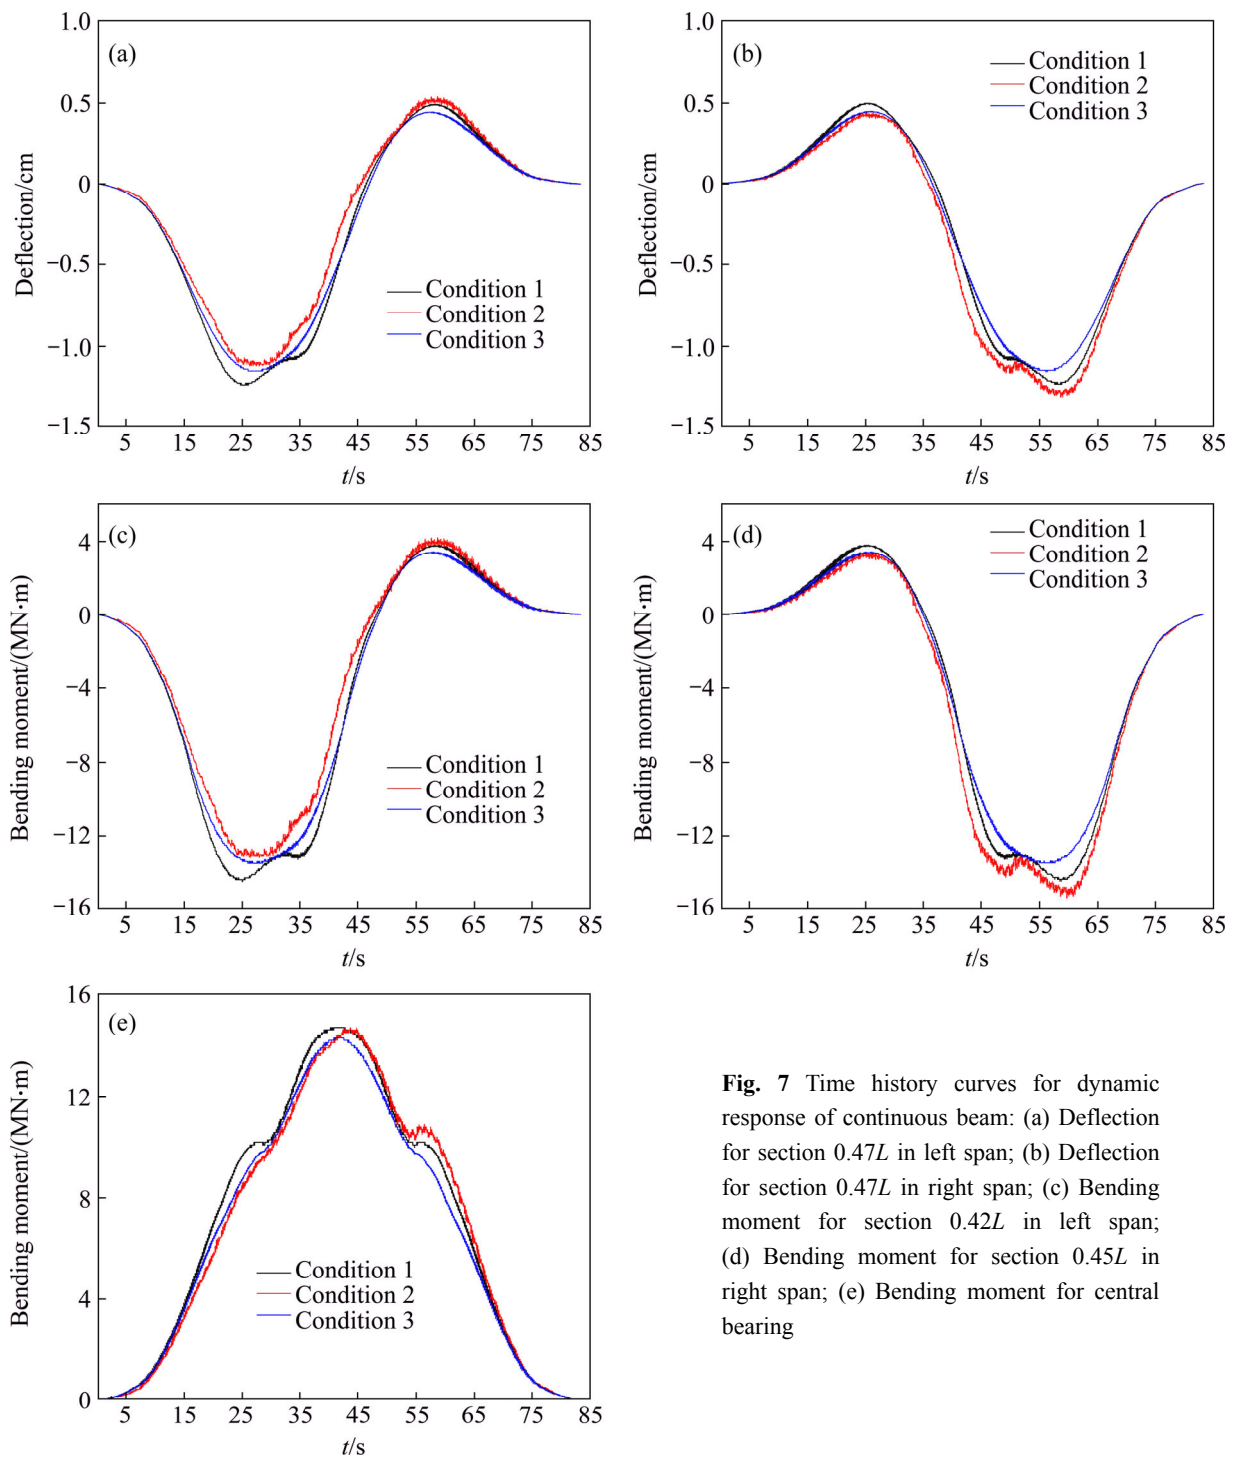 (a)
1.0
0.5
0
−0.5
−1.0
−1.5
Deflection/cm
Condition 1
Condition 2
Condition 3
5 15 25 35 45 55 65 75 85
t/s
(b)
1.0
0.5
0
−0.5
−1.0
−1.5
Deflection/cm
Condition 1
Condition 2
Condition 3
5 15 25 35 45 55 65 75 85
t/s
(c)
4
0
−4
−8
−12
−16
Bending moment/(MN·m)
Condition 1
Condition 2
Condition 3
5 15 25 35 45 55 65 75 85
t/s
(d)
4
0
−4
−8
−12
−16
Bending moment/(MN·m)
Condition 1
Condition 2
Condition 3
5 15 25 35 45 55 65 75 85
t/s
(e)
16
12
8
4
0
Bending moment/(MN·m)
Condition 1
Condition 2
Condition 3
5 15 25 35 45 55 65 75 85
t/s
Fig. 7 Time history curves for dynamic
response of continuous beam: (a) Deflection
for section 0.47L in left span; (b) Deflection
for section 0.47L in right span; (c) Bending
moment for section 0.42L in left span;
(d) Bending moment for section 0.45L in
right span; (e) Bending moment for central
bearing